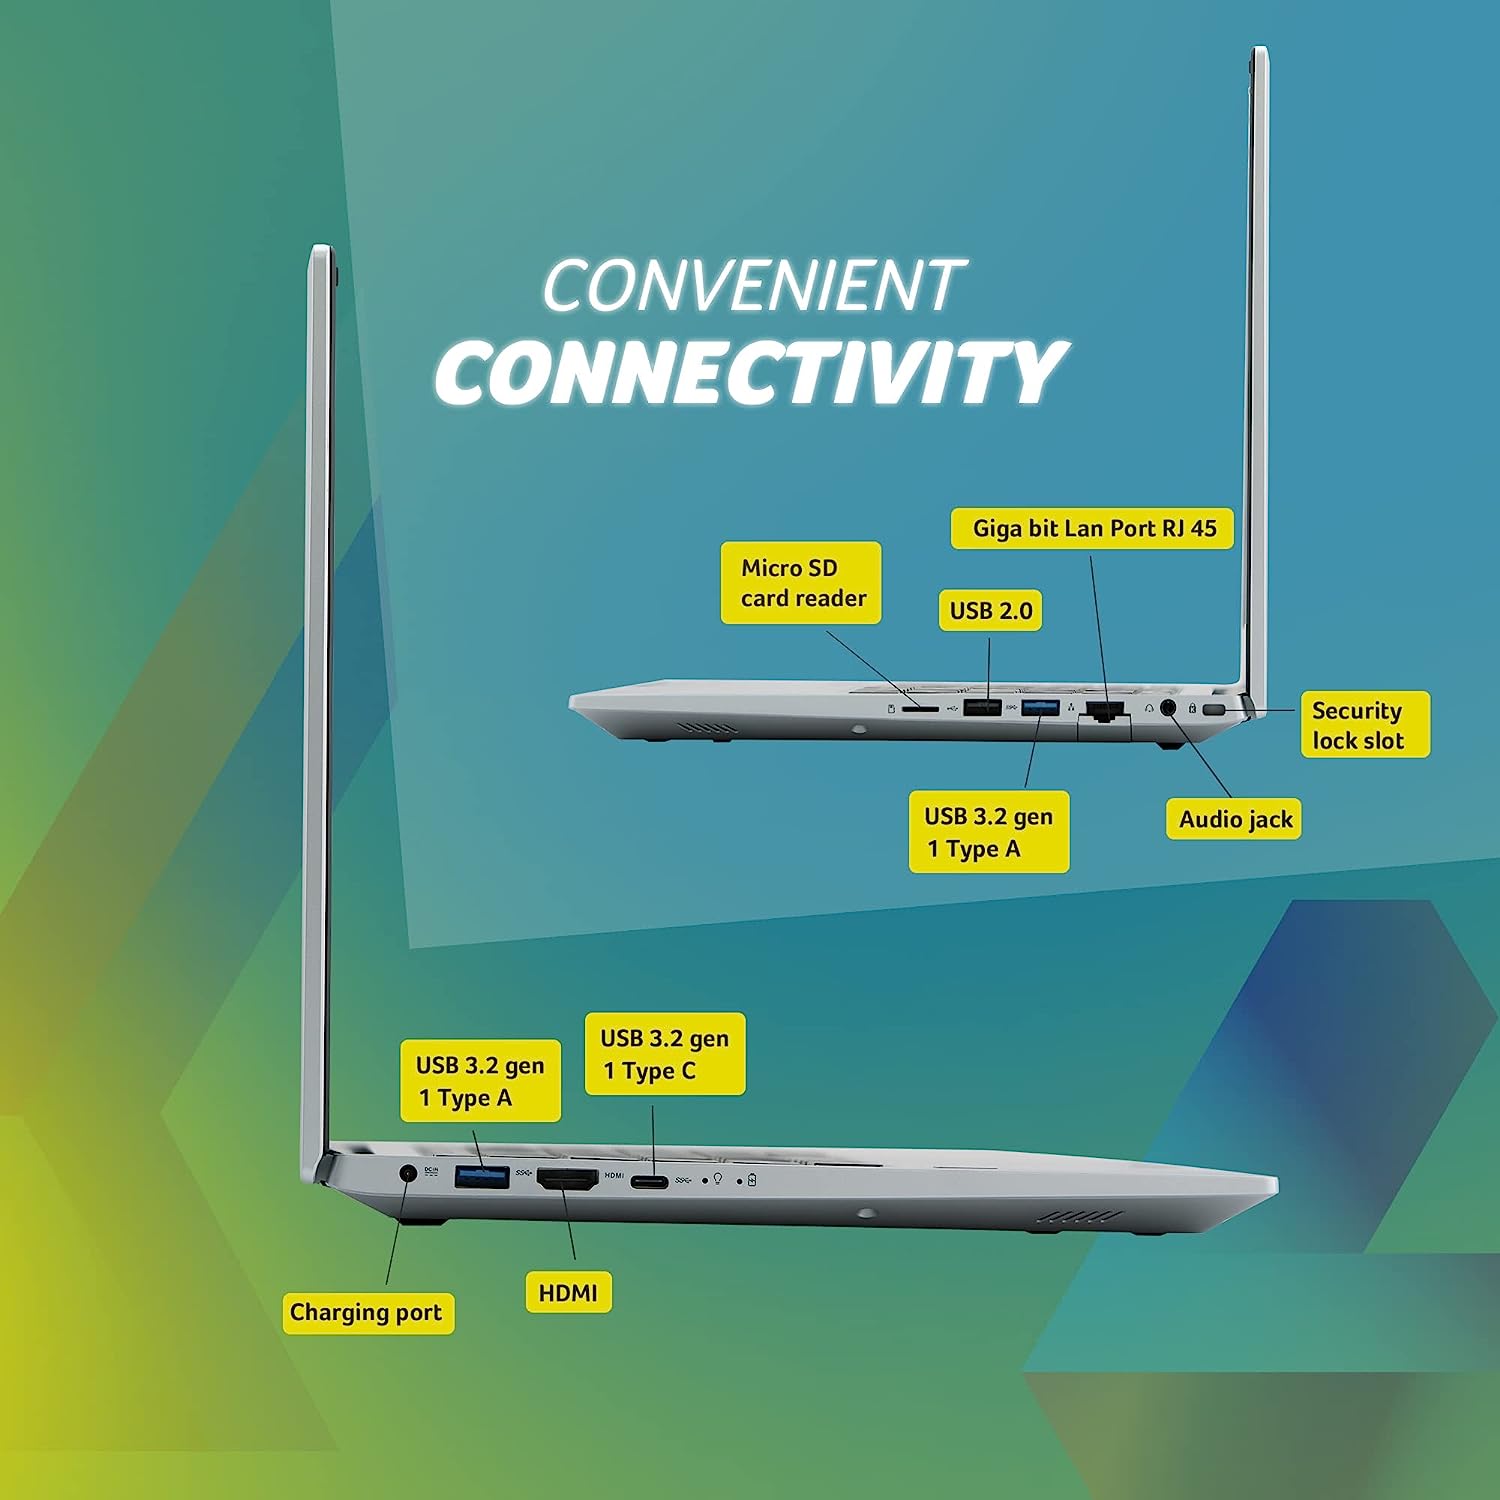 CONVENIENT
CONNECTIVITY
Giga bit Lan Port RJ 45
Micro SD
card reader
USB 2.0
Security
lock slot
USB 3.2 gen
1 Type A
Audio jack
USB 3.2 gen
1 Type C
USB 3.2 gen
1 Type A
DC IN
HDMI
Charging port
HDMI